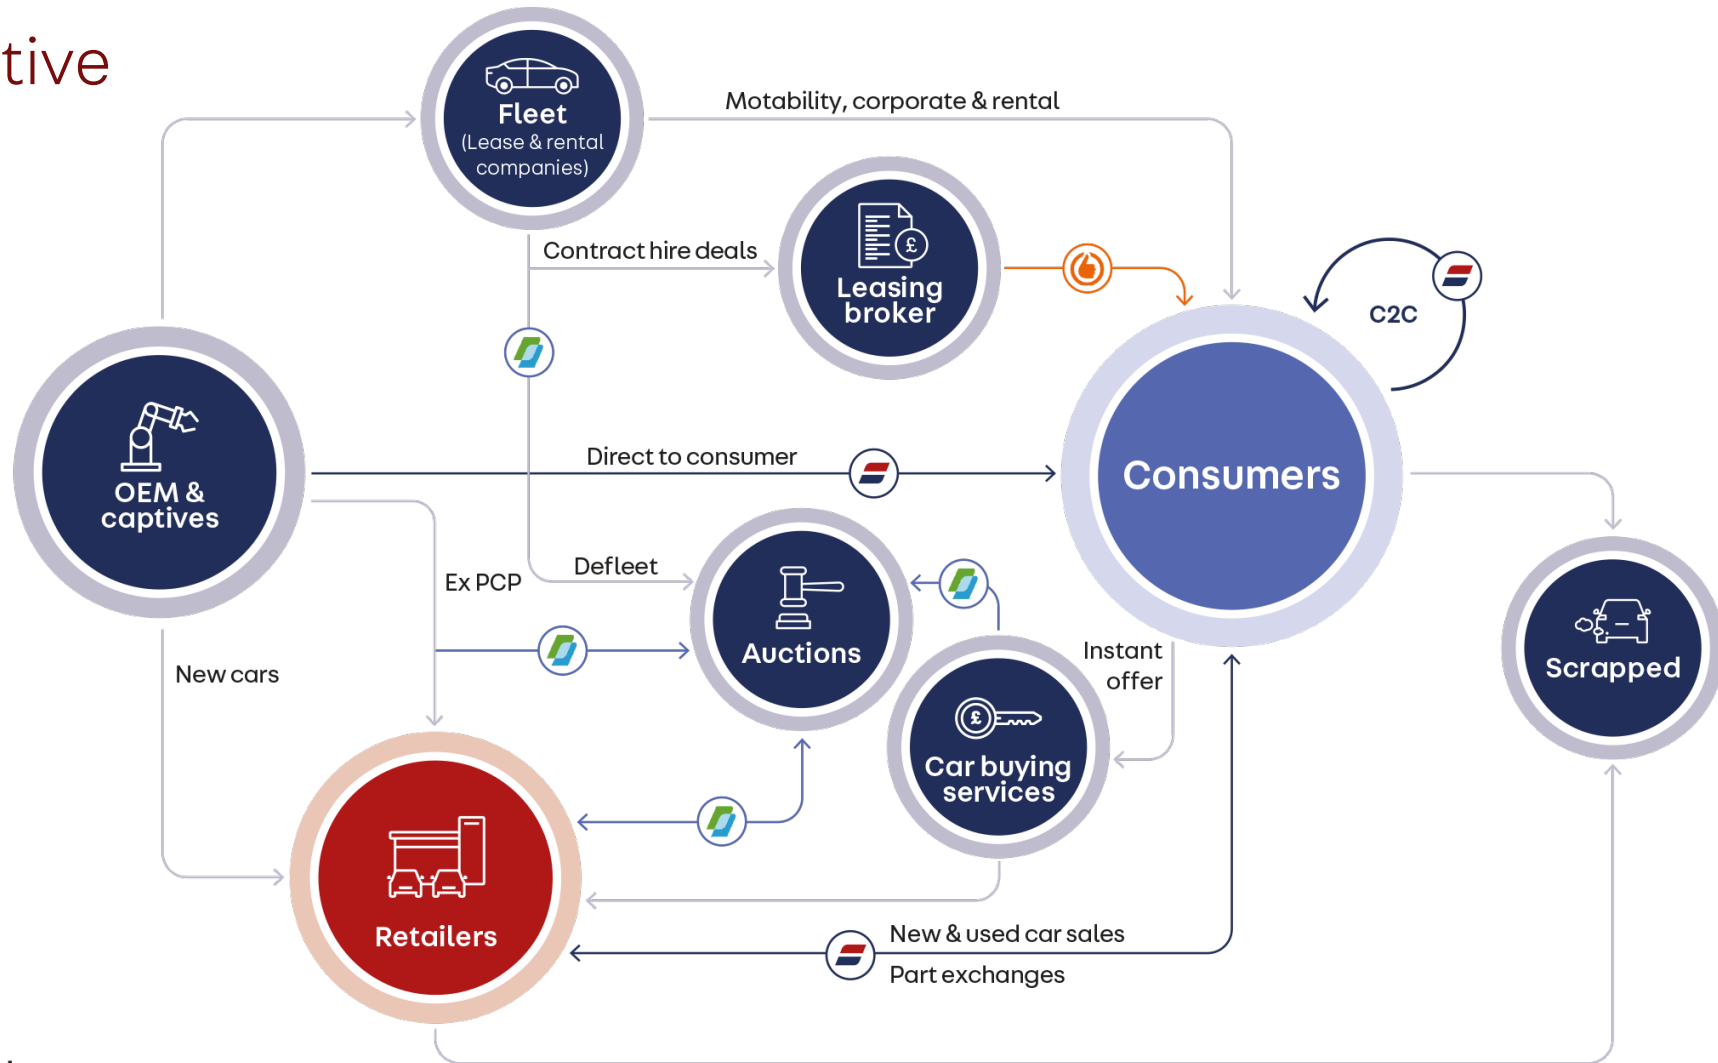 tive
Fleet
(Lease & rental
companies)
Motability, corporate & rental
Contract hire deals
£
Leasing
broker
C2C
Direct to consumer
Consumers
OEM &
captives
Defleet
Ex PCP
Auctions
Instant
offer
Scrapped
New cars
£
Car buying
services
Retailers
New & used car sales
Part exchanges